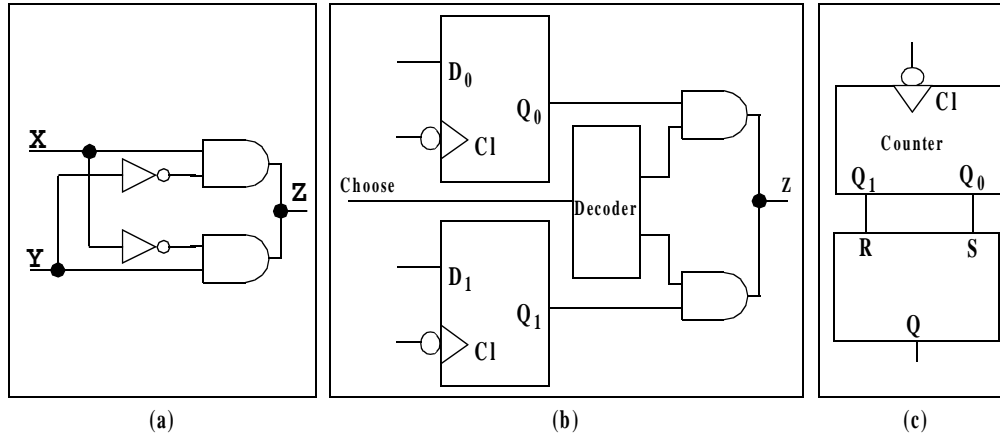 X
Y
Z
(a)
D0
Q0
Cl
Choose
Decoder
Z
D1
Q1
Cl
(b)
Cl
Counter
Q1 Q0
R S
Q
(c)